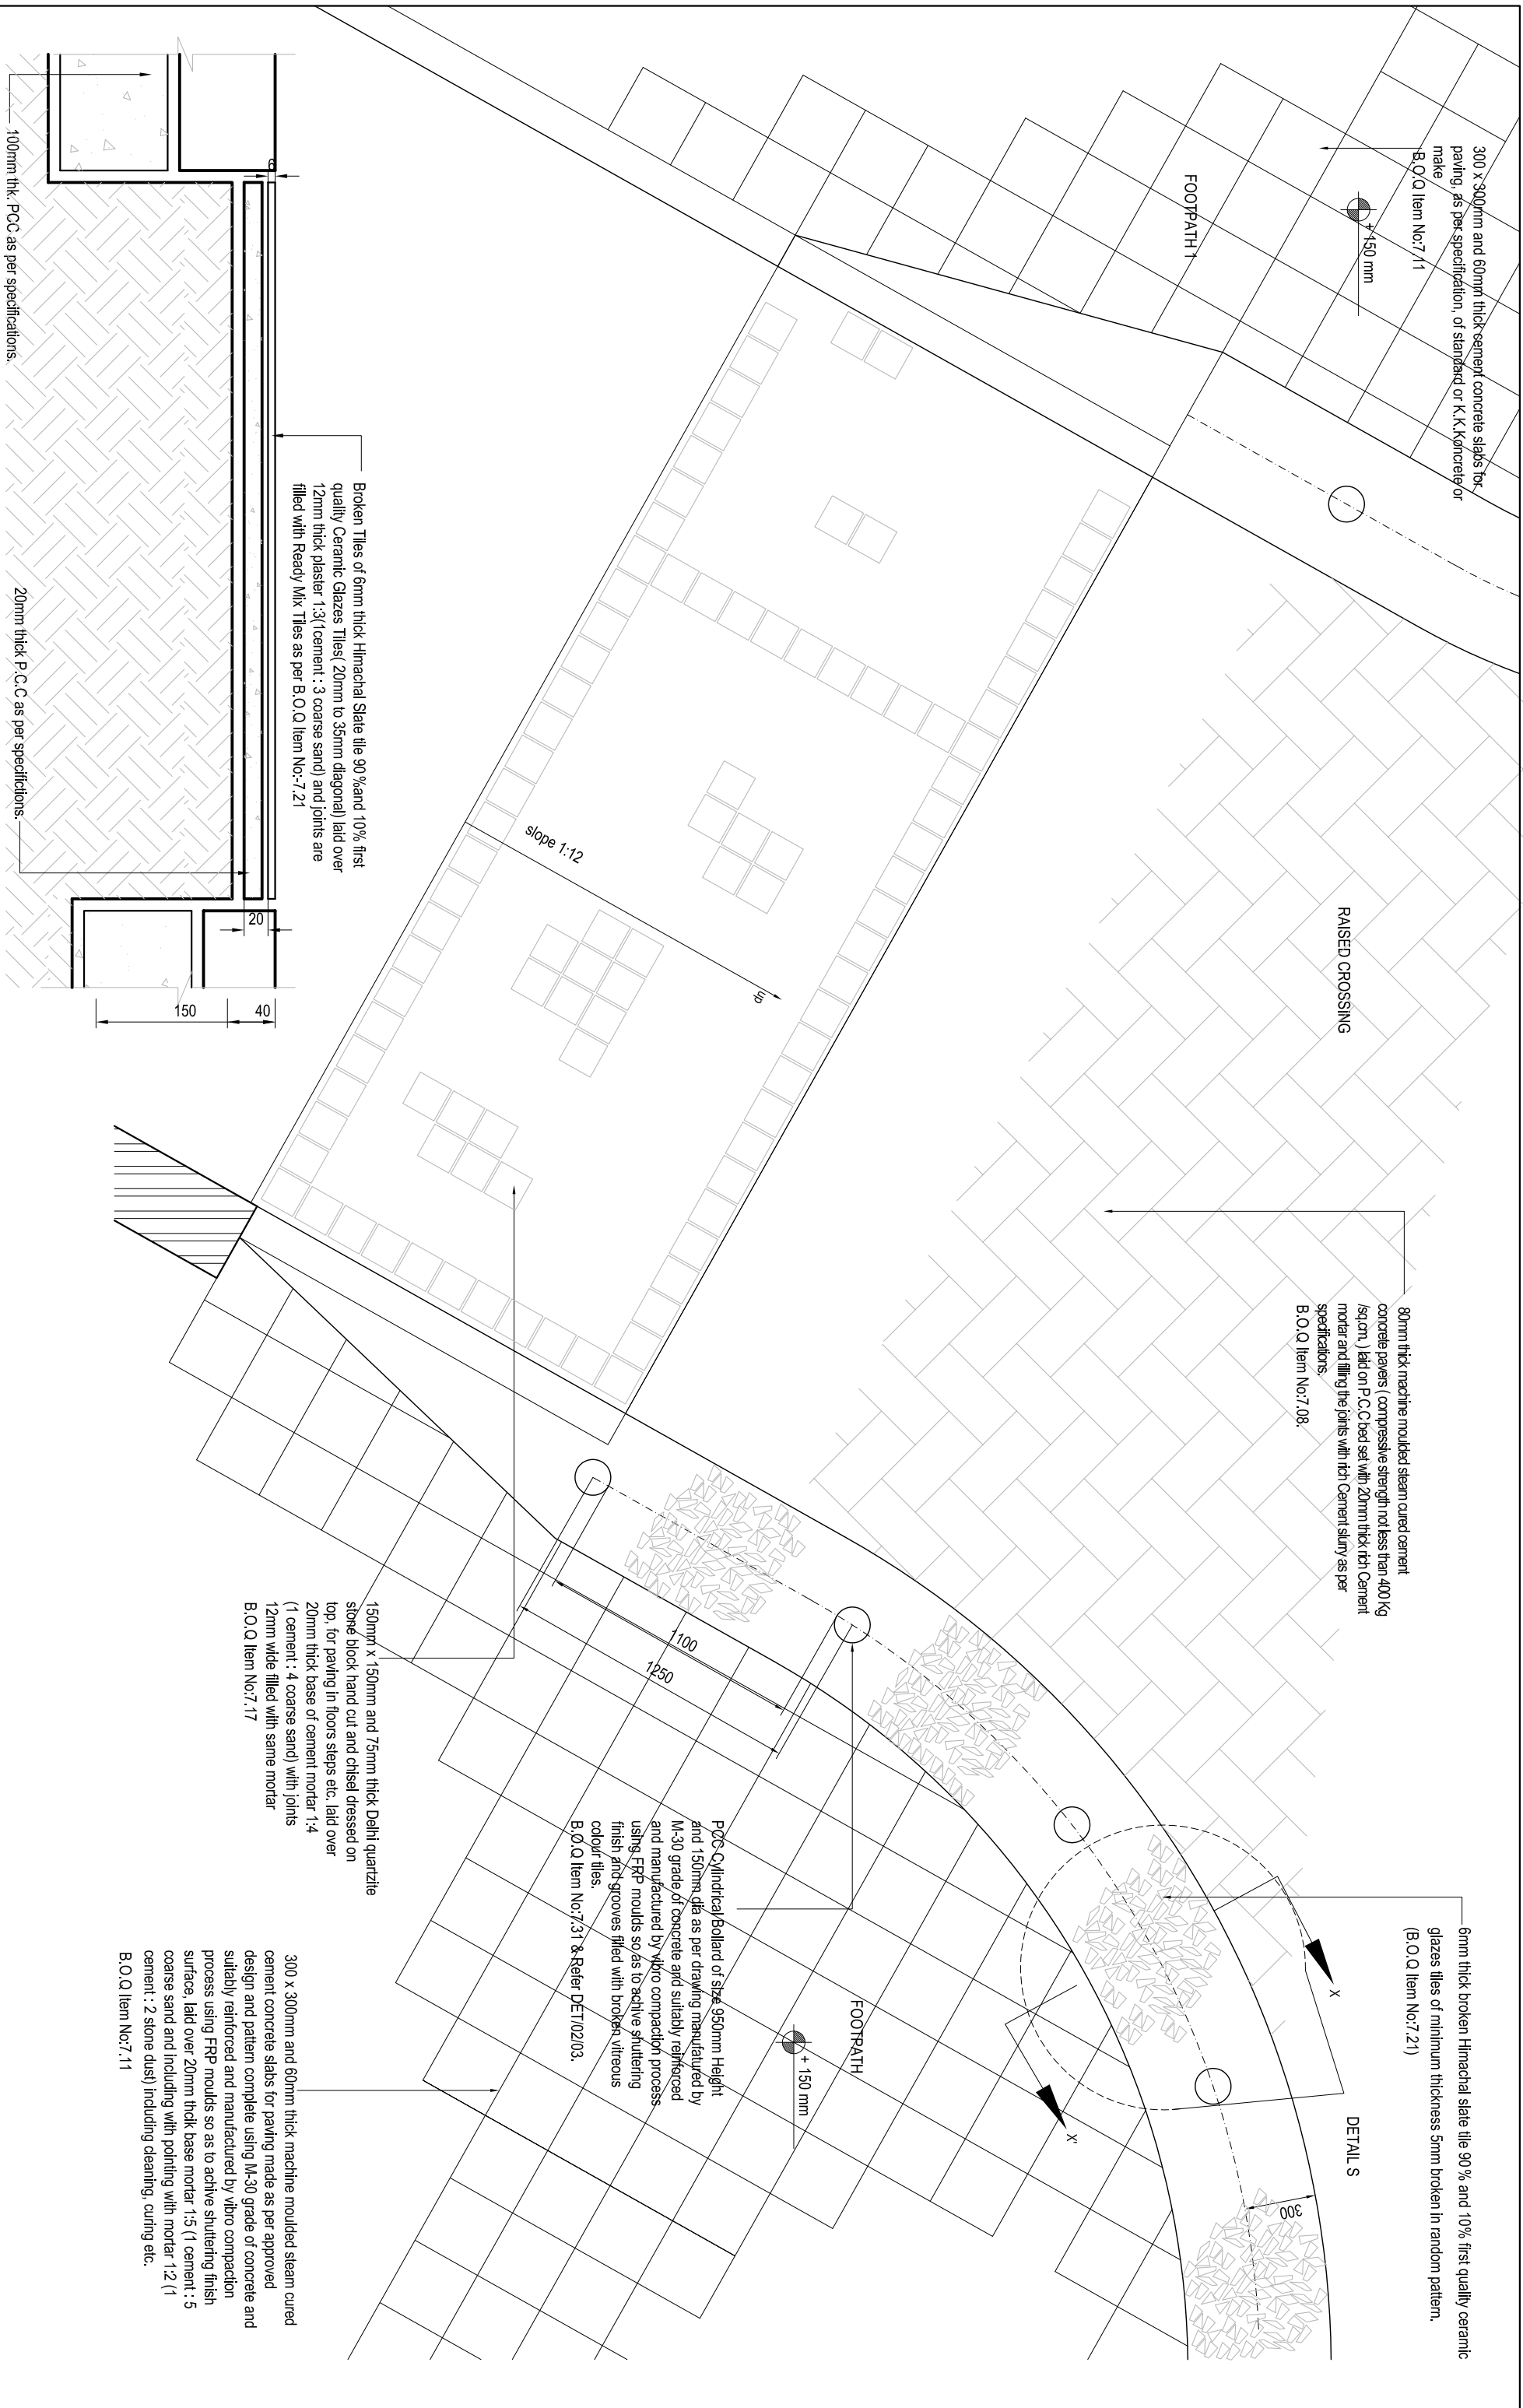 300 x 300mm and 60mm thick cement concrete slabs for
paving, as per specification, of standard or K.K.Koncrete or
make
B.O.Q Item No:7.11
+ 150 mm
FOOTPATH 1
6mm thick broken Himachal slate tile 90% and 10% first quality ceramic
glazes tiles of minimum thickness 5mm broken in random pattern.
(B.O.Q Item No:7.21)
DETAIL S
X
X'
300
RAISED CROSSING
80mm thick machine moulded steam cured cement
concrete pavers ( compressive strength not less than 400 Kg
/sq.cm. ) laid on P.C.C bed set with 20mm thick rich Cement
mortar and filling the joints with rich Cement slurry as per
specifications.
B.O.Q Item No:7.08.
FOOTPATH
+ 150 mm
PCC Cylindrical Bollard of size 950mm Height
and 150mm dia as per drawing manufatured by
M-30 grade of concrete and suitably reinforced
and manufactured by vibro compaction process
using FRP moulds so as to achive shuttering
finish and grooves filled with broken vitreous
colour tiles.
B.O.Q Item No:7.31 & Refer DET/02/03.
1100
1250
slope 1:12
up
150mm x 150mm and 75mm thick Delhi quartzite
stone block hand cut and chisel dressed on
top, for paving in floors steps etc. laid over
20mm thick base of cement mortar 1:4
(1 cement : 4 coarse sand) with joints
12mm wide filled with same mortar
B.O.Q Item No:7.17
300 x 300mm and 60mm thick machine moulded steam cured
cement concrete slabs for paving made as per approved
design and pattern complete using M-30 grade of concrete and
suitably reinforced and manufactured by vibro compaction
process using FRP moulds so as to achive shuttering finish
surface, laid over 20mm thcik base mortar 1:5 (1 cement : 5
coarse sand and including with pointing with mortar 1:2 (1
cement : 2 stone dust) including cleaning, curing etc.
B.O.Q Item No:7.11
Broken Tiles of 6mm thick Himachal Slate tile 90 %and 10% first
quality Ceramic Glazes Tiles( 20mm to 35mm diagonal) laid over
12mm thick plaster 1:3(1cement : 3 coarse sand) and joints are
filled with Ready Mix Tiles as per B.O.Q Item No:-7.21
6
20
40
150
20mm thick P.C.C as per specifictions.
100mm thk. PCC as per specifications.